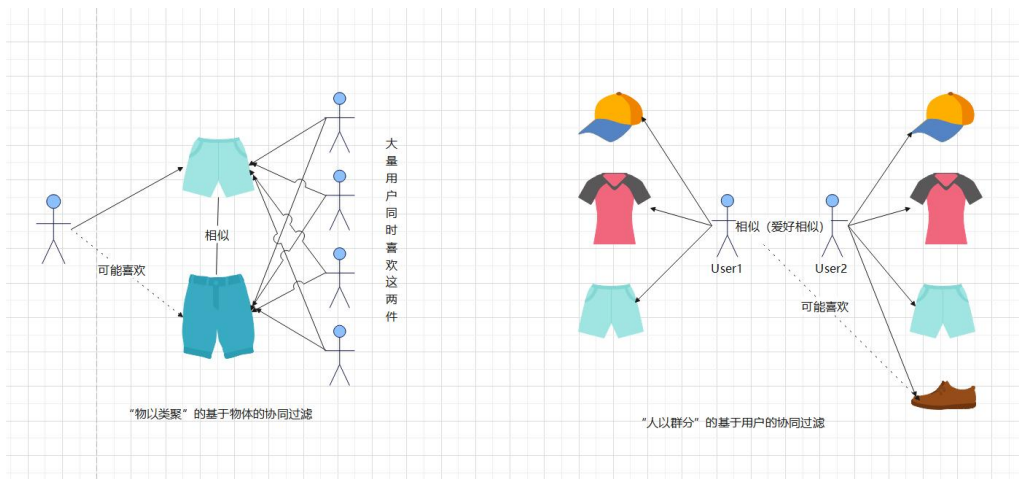 大量用户同时喜欢这两件
相似
可能喜欢
“物以类聚”的基于物体的协同过滤
相似（爱好相似）
User1
User2
可能喜欢
“人以群分”的基于用户的协同过滤